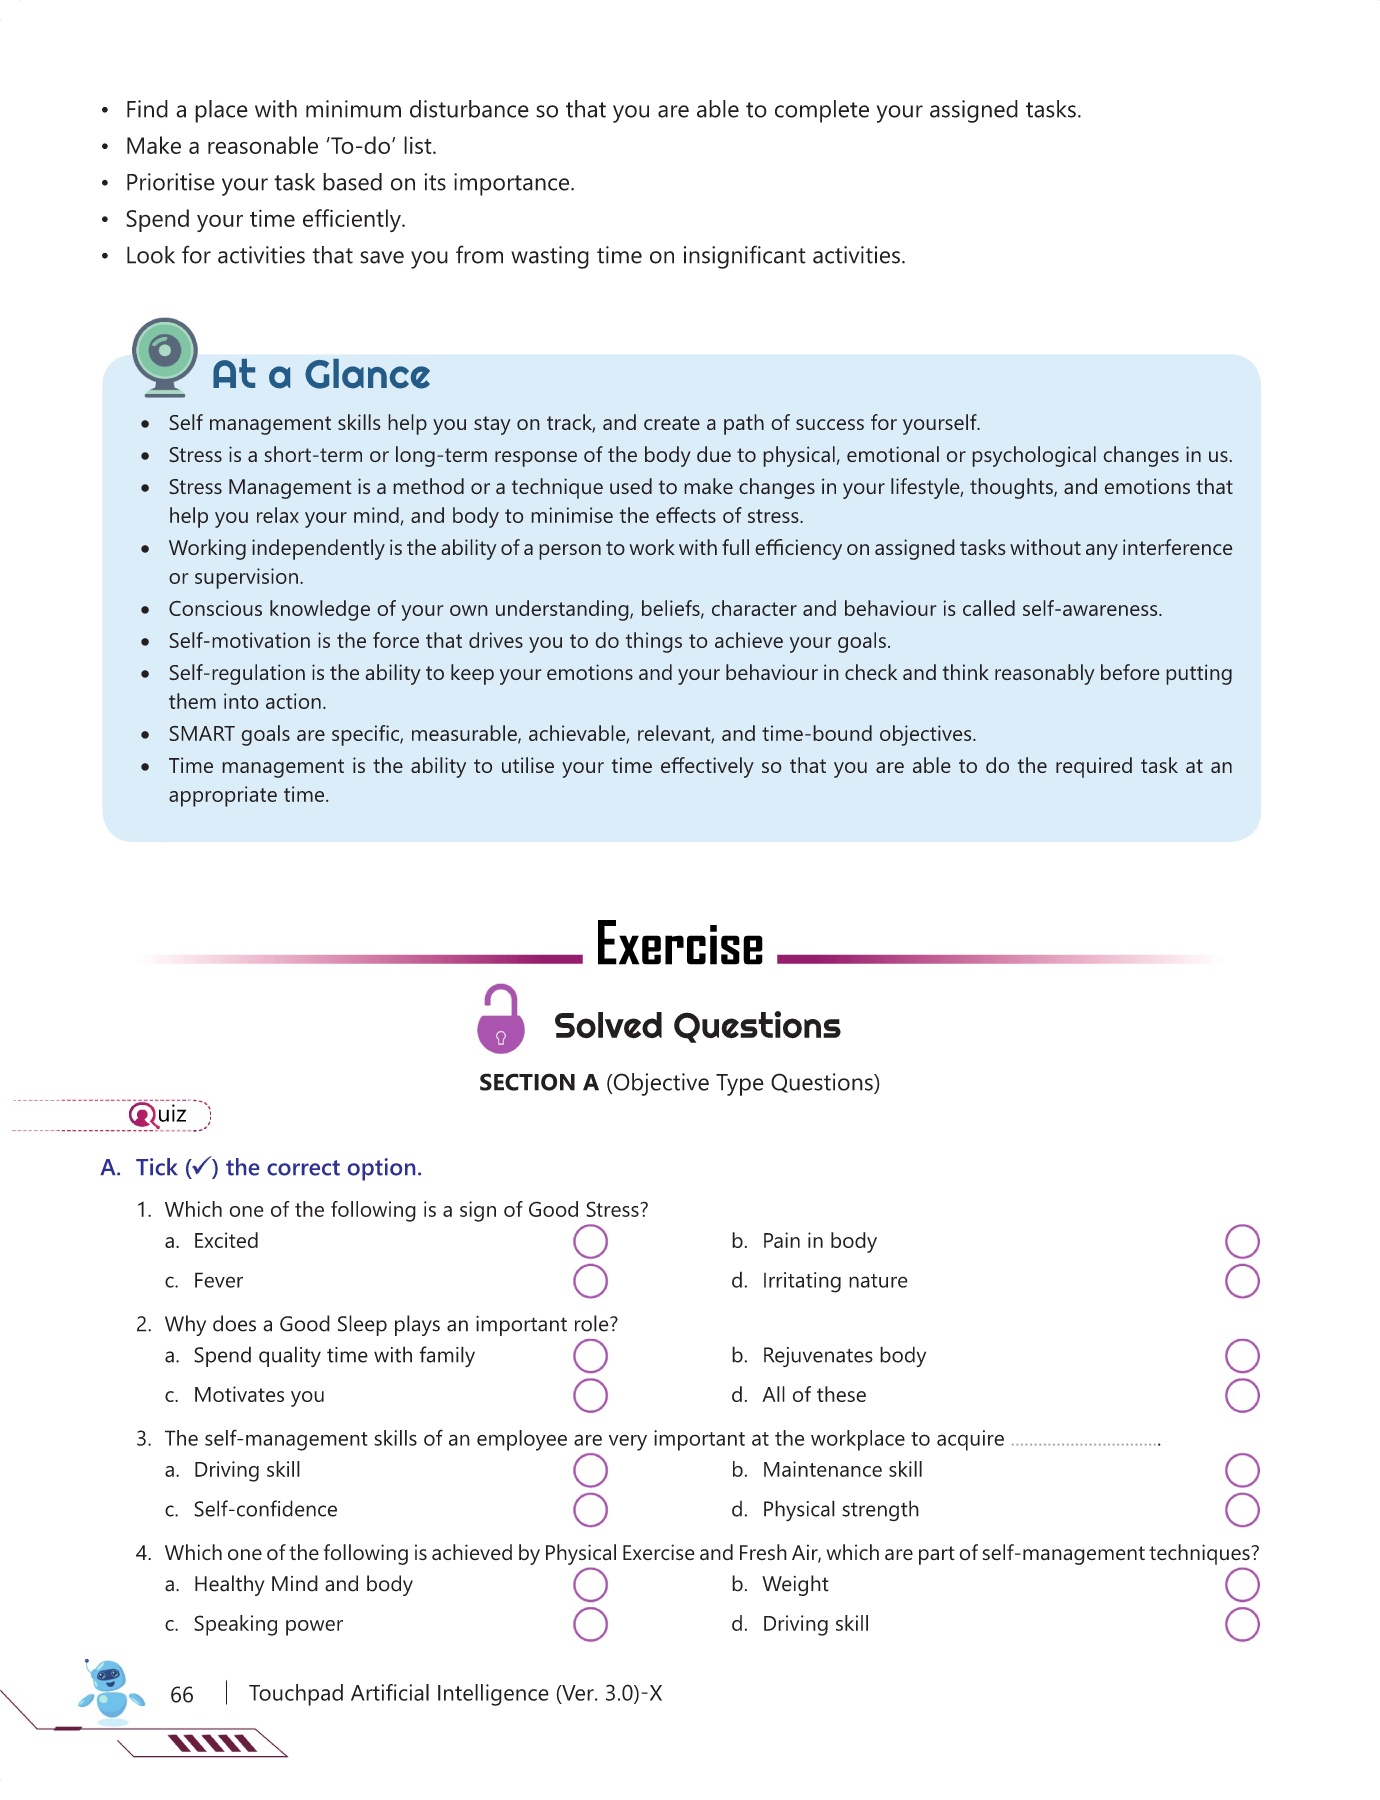 • Find a place with minimum disturbance so that you are able to complete your assigned tasks.
• Make a reasonable ‘To-do’ list.
• Prioritise your task based on its importance.
• Spend your time efficiently.
• Look for activities that save you from wasting time on insignificant activities.
At a Glance
• Self management skills help you stay on track, and create a path of success for yourself.
• Stress is a short-term or long-term response of the body due to physical, emotional or psychological changes in us.
• Stress Management is a method or a technique used to make changes in your lifestyle, thoughts, and emotions that
help you relax your mind, and body to minimise the effects of stress.
• Working independently is the ability of a person to work with full efficiency on assigned tasks without any interference
or supervision.
• Conscious knowledge of your own understanding, beliefs, character and behaviour is called self-awareness.
• Self-motivation is the force that drives you to do things to achieve your goals.
• Self-regulation is the ability to keep your emotions and your behaviour in check and think reasonably before putting
them into action.
• SMART goals are specific, measurable, achievable, relevant, and time-bound objectives.
• Time management is the ability to utilise your time effectively so that you are able to do the required task at an
appropriate time.
Exercise
Solved Questions
SECTION A (Objective Type Questions)
Quiz
A. Tick (✓) the correct option.
1. Which one of the following is a sign of Good Stress?
a. Excited b. Pain in body
c. Fever d. Irritating nature
2. Why does a Good Sleep plays an important role?
a. Spend quality time with family b. Rejuvenates body
c. Motivates you d. All of these
3. The self-management skills of an employee are very important at the workplace to acquire ................................
a. Driving skill b. Maintenance skill
c. Self-confidence d. Physical strength
4. Which one of the following is achieved by Physical Exercise and Fresh Air, which are part of self-management techniques?
a. Healthy Mind and body b. Weight
c. Speaking power d. Driving skill
66 | Touchpad Artificial Intelligence (Ver. 3.0)-X